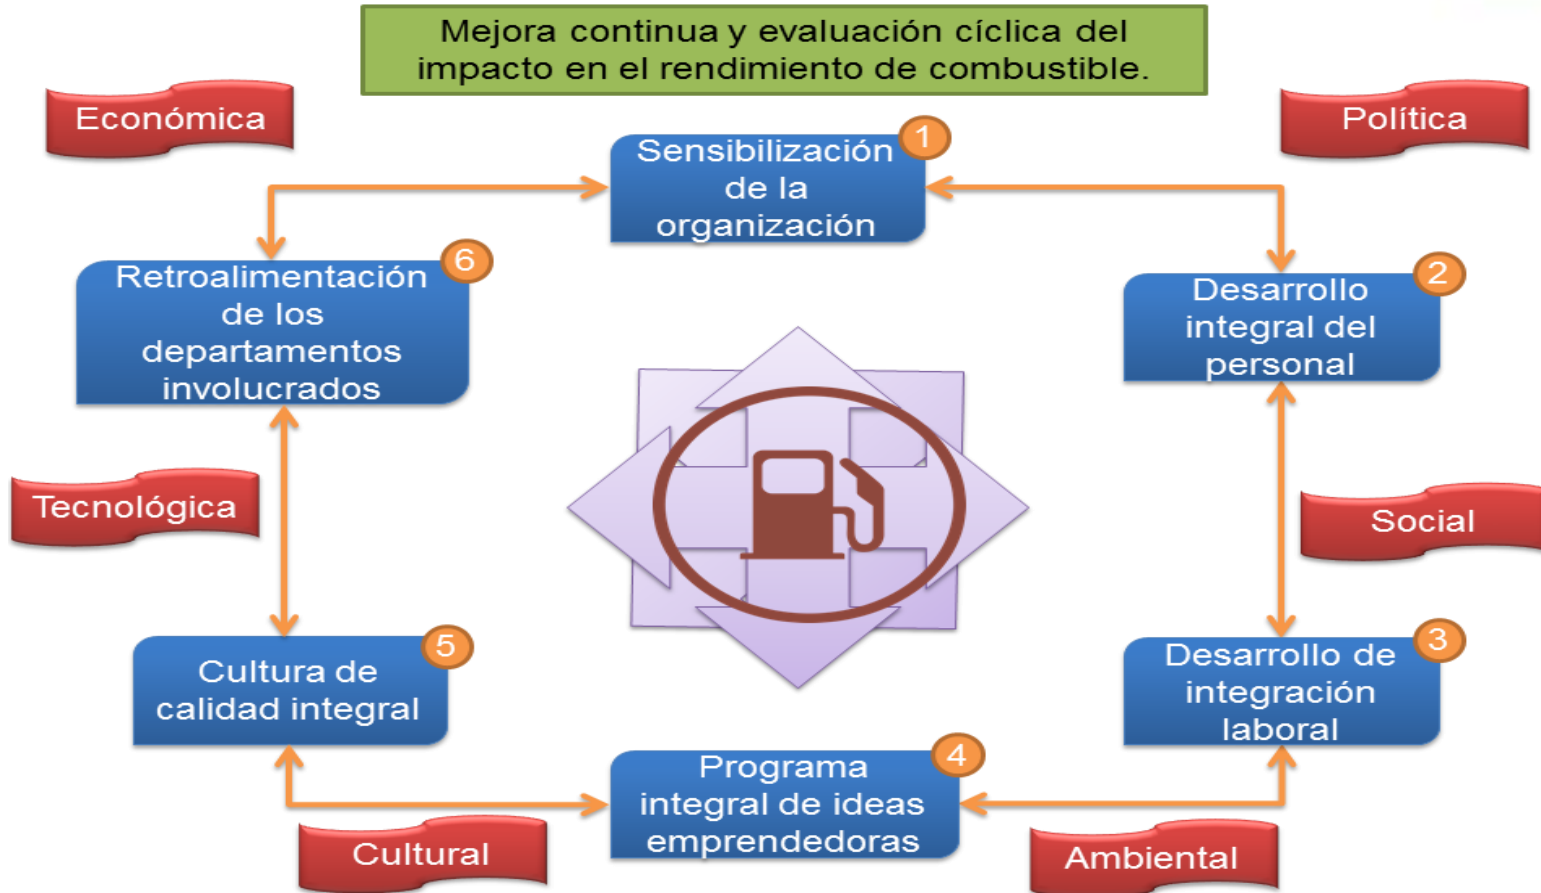 Mejora continua y evaluación cíclica del
impacto en el rendimiento de combustible.
Económica
Política
1
Sensibilización
de la
organización
6
Retroalimentación
de los
departamentos
involucrados
2
Desarrollo
integral del
personal
Tecnológica
Social
5
Cultura de
calidad integral
3
Desarrollo de
integración
laboral
4
Programa
integral de ideas
emprendedoras
Cultural
Ambiental